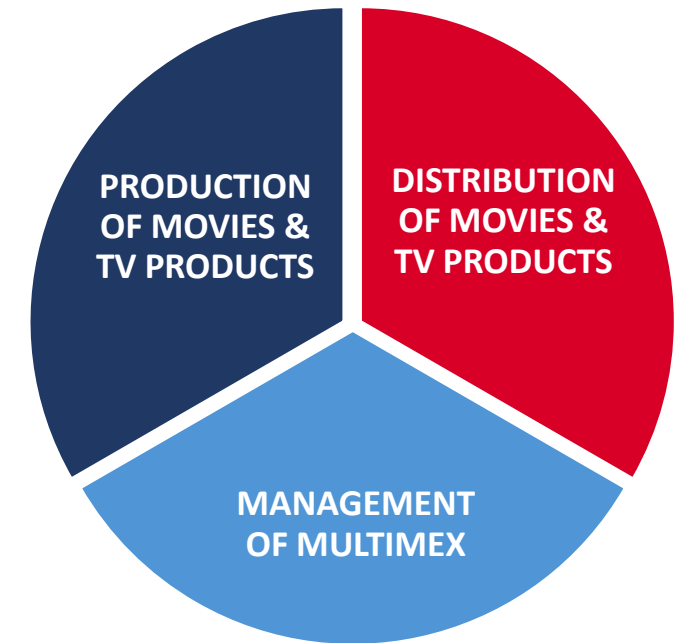 PRODUCTION
OF MOVIES &
TV PRODUCTS
DISTRIBUTION
OF MOVIES &
TV PRODUCTS
MANAGEMENT
OF MULTIMEX